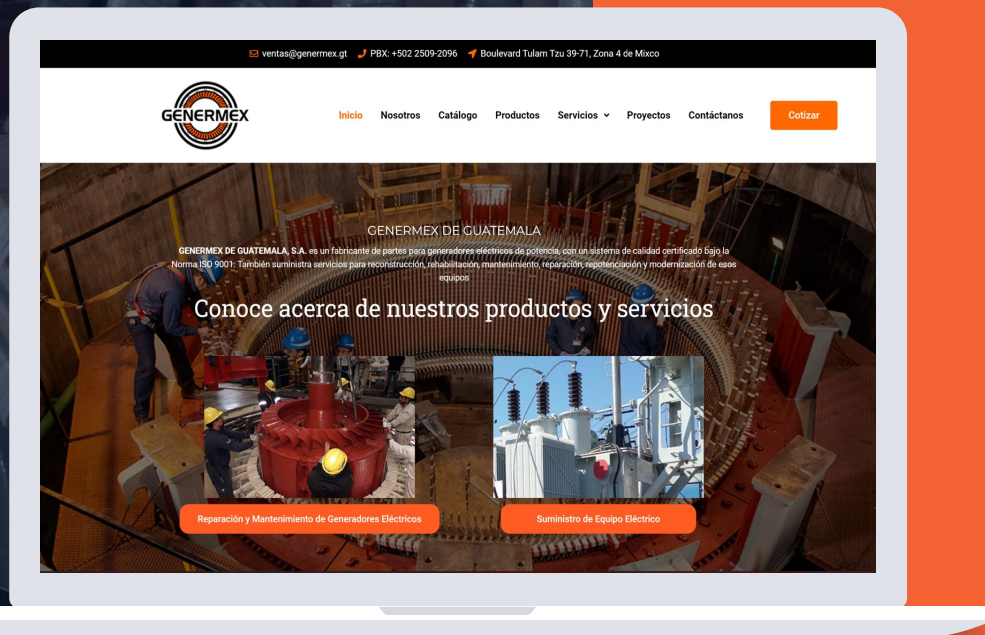 ventas@genermex.gt PBX: +502 2509-2096 Boulevard Tulam Tzu 39-71, Zona 4 de Mixco
GENERMEX
Inicio Nosotros Catálogo Productos Servicios Proyectos Contáctanos Cotizar
GENERMEX DE GUATEMALA
GENERMEX DE GUATEMALA, S.A. es un fabricante de partes para generadores eléctricos de potencia, con un sistema de calidad certificado bajo la
Norma ISO 9001. También suministra servicios para reconstrucción, rehabilitación, mantenimiento, reparación, repotenciación y modernización de esos
equipos
Conoce acerca de nuestros productos y servicios
Reparación y Mantenimiento de Generadores Eléctricos
Suministro de Equipo Eléctrico